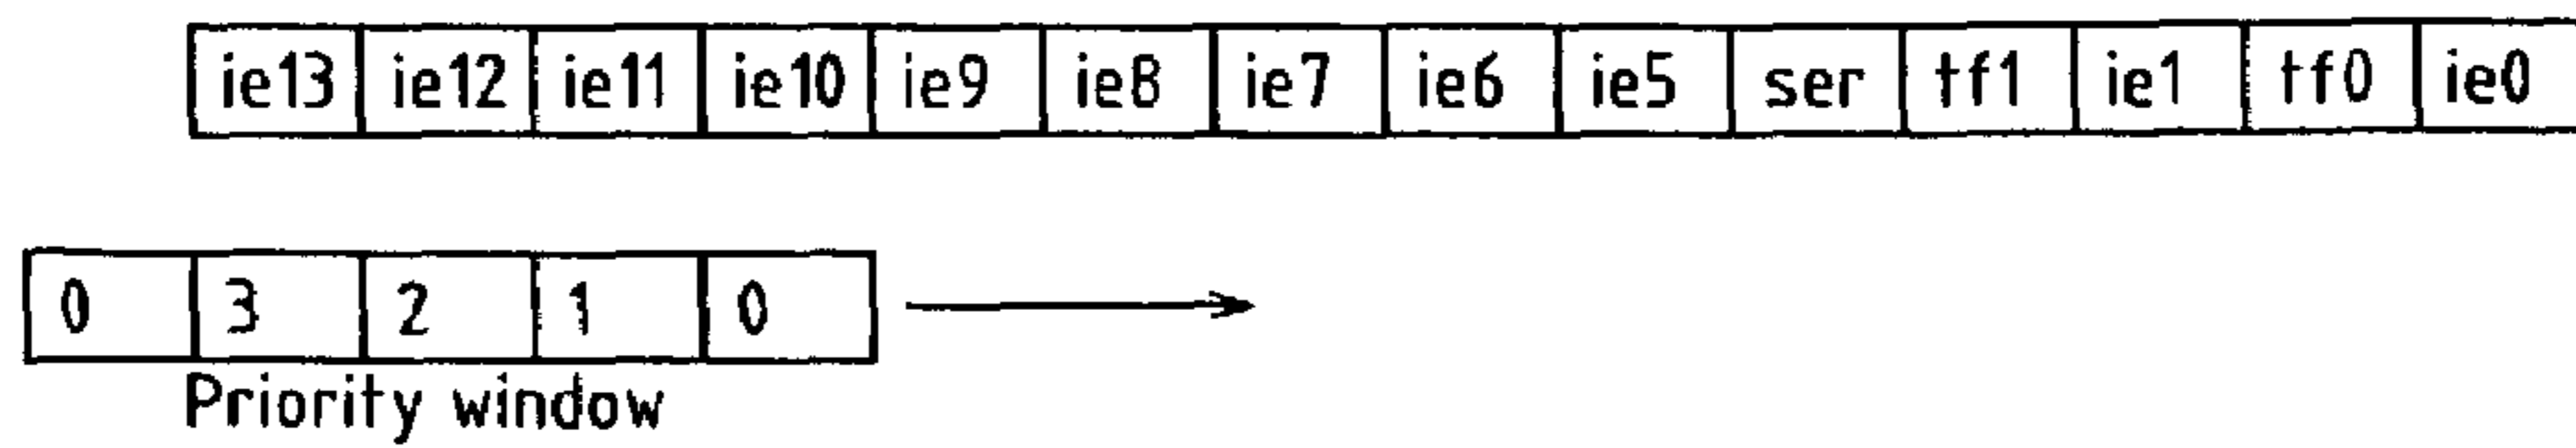 ie13 ie12 ie11 ie10 ie9 ie8 ie7 ie6 ie5 ser tf1 ie1 tf0 ie0
0 3 2 1 0
Priority window